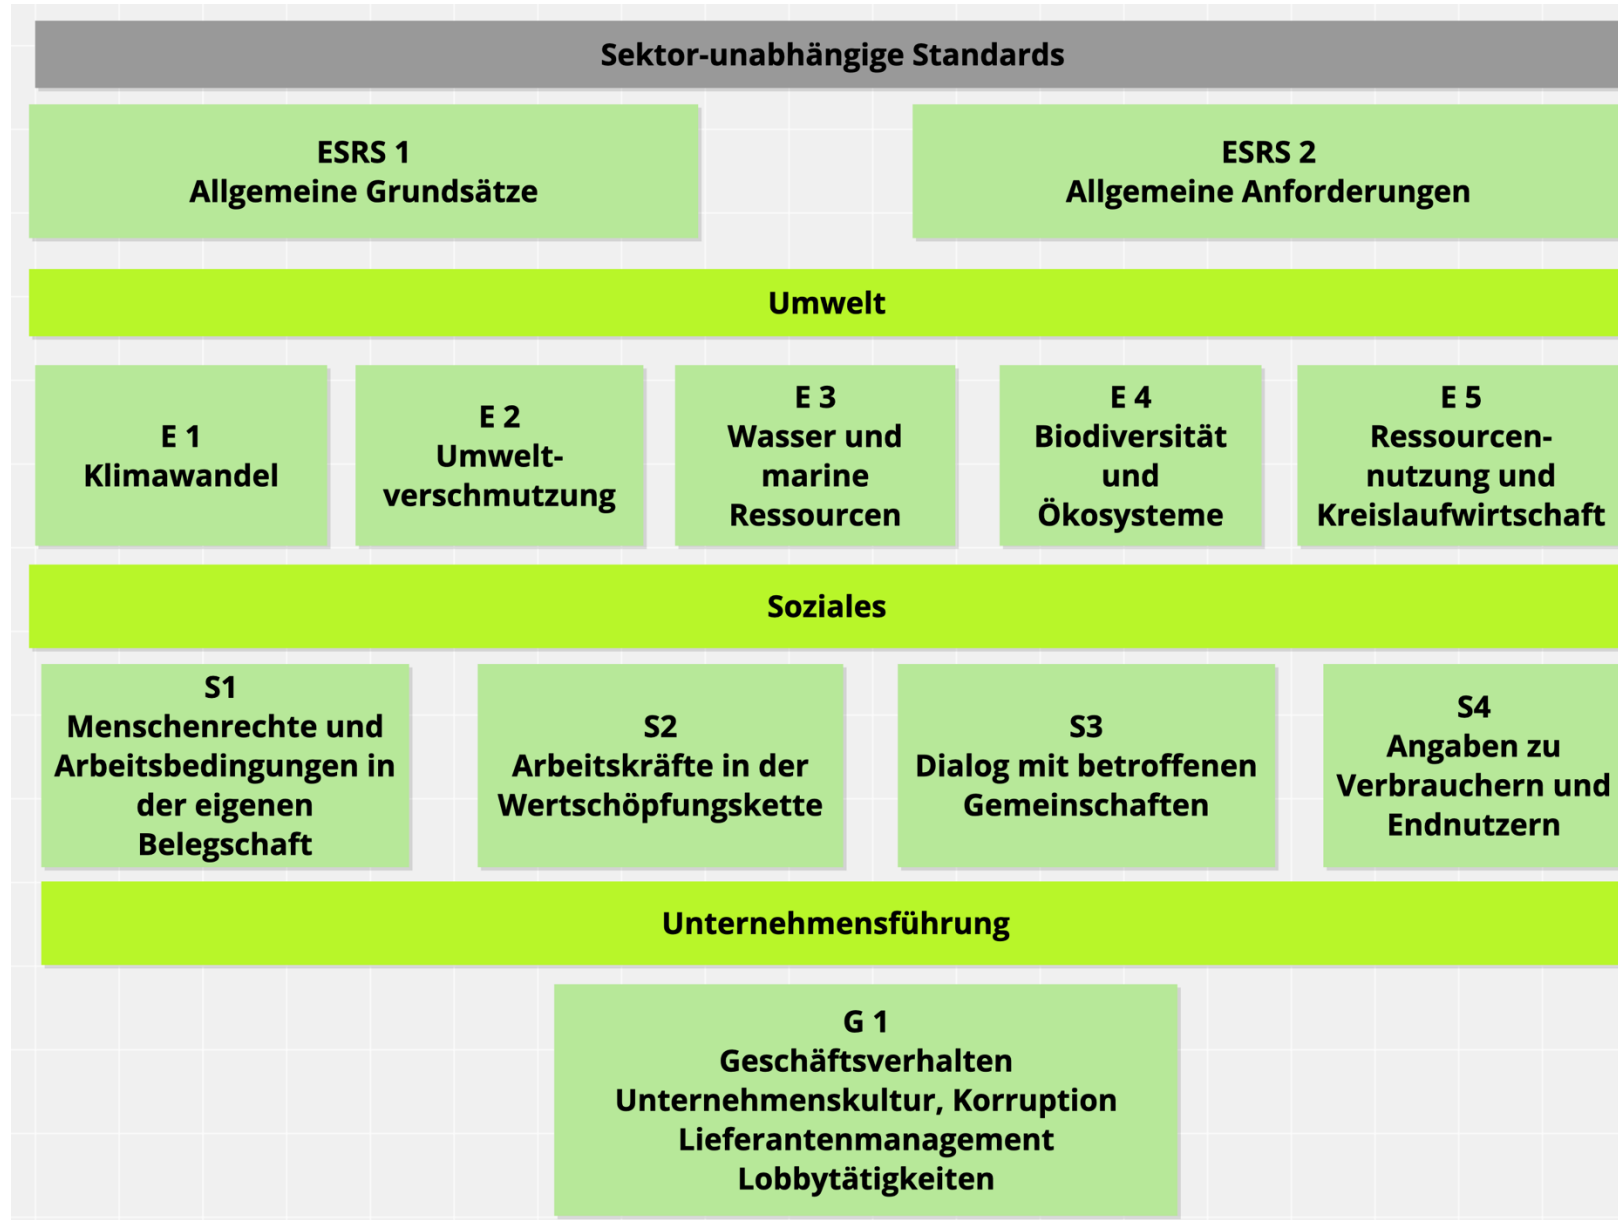 Sektor-unabhängige Standards
ESRS 1
Allgemeine Grundsätze
ESRS 2
Allgemeine Anforderungen
Umwelt
E 1
Klimawandel
E 2
Umwelt-
verschmutzung
E 3
Wasser und
marine
Ressourcen
E 4
Biodiversität
und
Ökosysteme
E 5
Ressourcen-
nutzung und
Kreislaufwirtschaft
Soziales
S1
Menschenrechte und
Arbeitsbedingungen in
der eigenen
Belegschaft
S2
Arbeitskräfte in der
Wertschöpfungskette
S3
Dialog mit betroffenen
Gemeinschaften
S4
Angaben zu
Verbrauchern und
Endnutzern
Unternehmensführung
G 1
Geschäftsverhalten
Unternehmenskultur, Korruption
Lieferantenmanagement
Lobbytätigkeiten